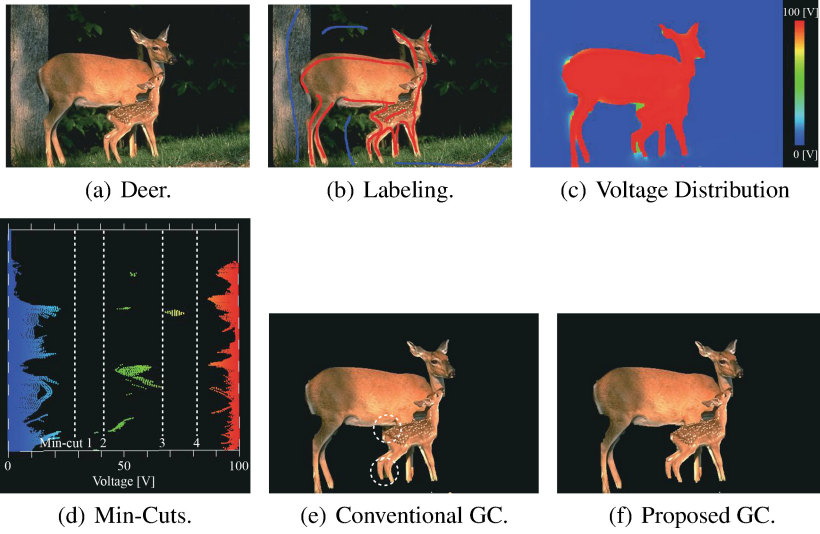 100 [V]
0 [V]
(a) Deer.
(b) Labeling.
(c) Voltage Distribution
Min-cut 1 2 3 4
0 50 100
Voltage [V]
(d) Min-Cuts.
(e) Conventional GC.
(f) Proposed GC.